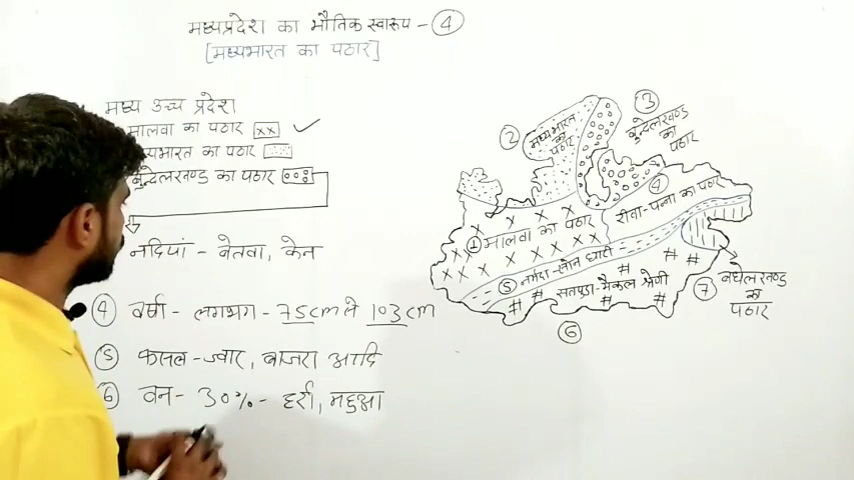 मध्यप्रदेश का भौतिक स्वारूप - ④
[मध्यभारत का पठार]
मध्य उच्च प्रदेश
मालवा का पठार xx ✓
भारत का पठार
बुन्देलखण्ड का पठार
नदियां - बेतवा, केन
④ वर्षा - लगभग - 75cm से 103cm
⑤ फसल - ज्वार, बाजरा आदि
⑥ वन - 30% - हर्रा, महुआ
③
बुन्देलखण्ड
का
पठार
②
मध्यभारत
का
पठार
④
रीवा-पन्ना का पठार
① मालवा का पठार
⑤ नर्मदा-सोन घाटी
सतपुड़ा-मैकल श्रेणी
⑥
⑦ बघेलखण्ड
का
पठार